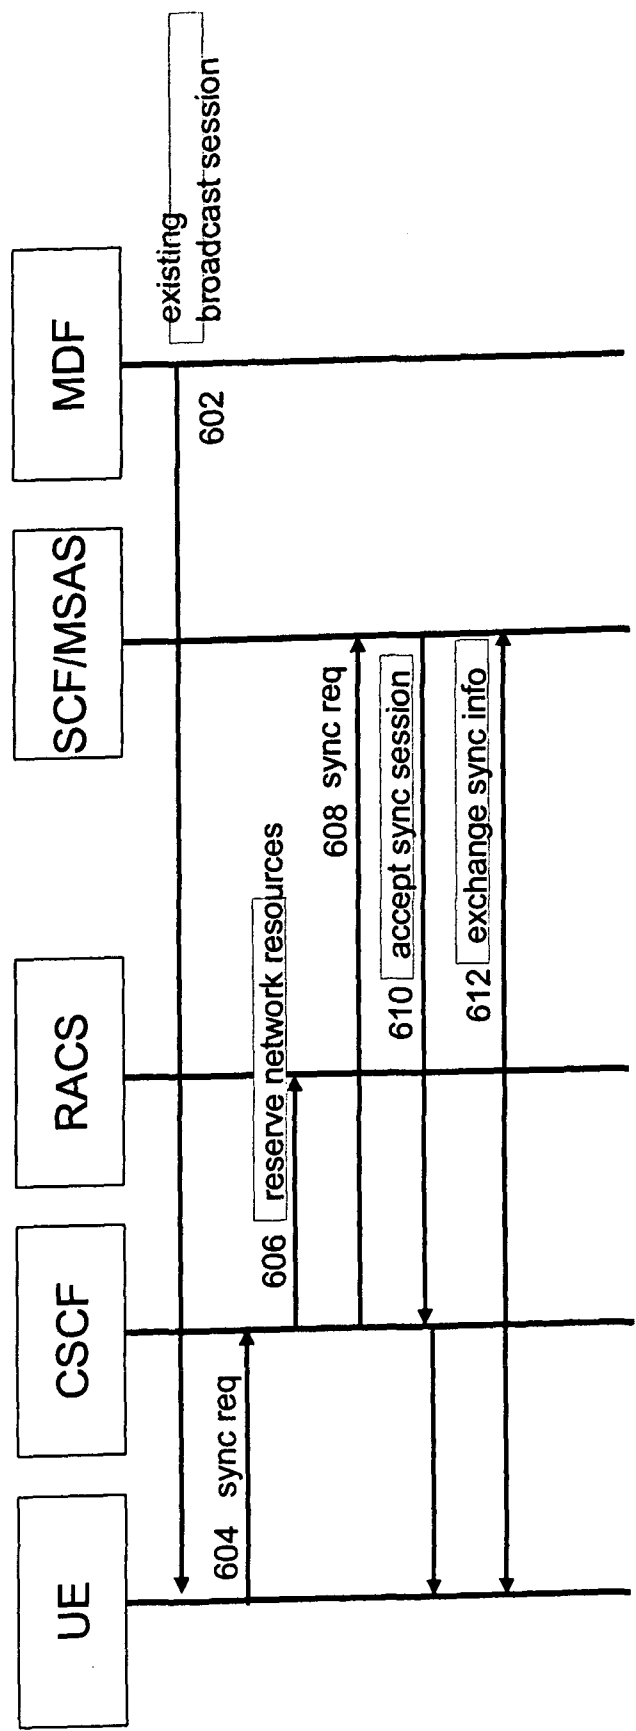 UE
CSCF
RACS
SCF/MSAS
MDF
existing
broadcast session
602
604 sync req
606 reserve network resources
608 sync req
610 accept sync session
612 exchange sync info